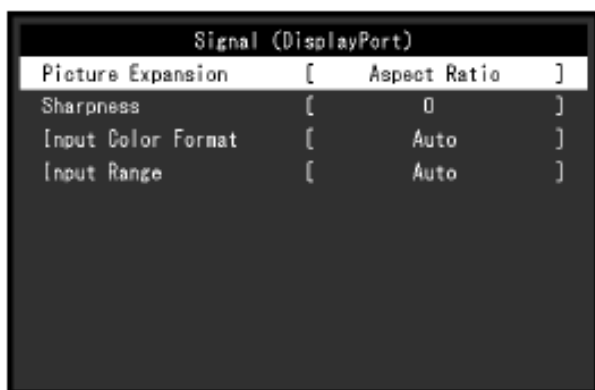 Signal (DisplayPort)
Picture Expansion [ Aspect Ratio ]
Sharpness [ 0 ]
Input Color Format [ Auto ]
Input Range [ Auto ]